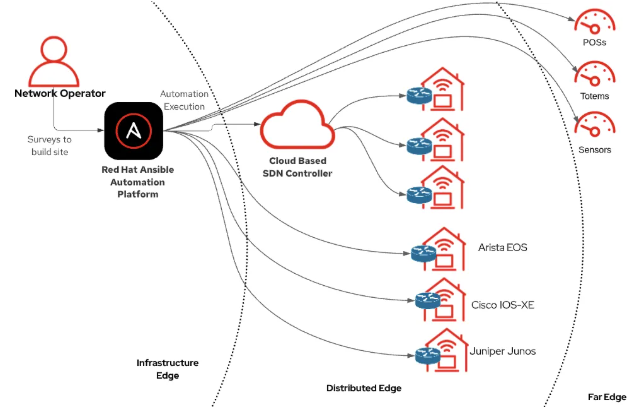 POSs
Network Operator
Automation
Execution
Totems
Surveys to
build site
Sensors
Cloud Based
SDN Controller
Red Hat Ansible
Automation
Platform
Arista EOS
Cisco IOS-XE
Juniper Junos
Infrastructure
Edge
Distributed Edge
Far Edge